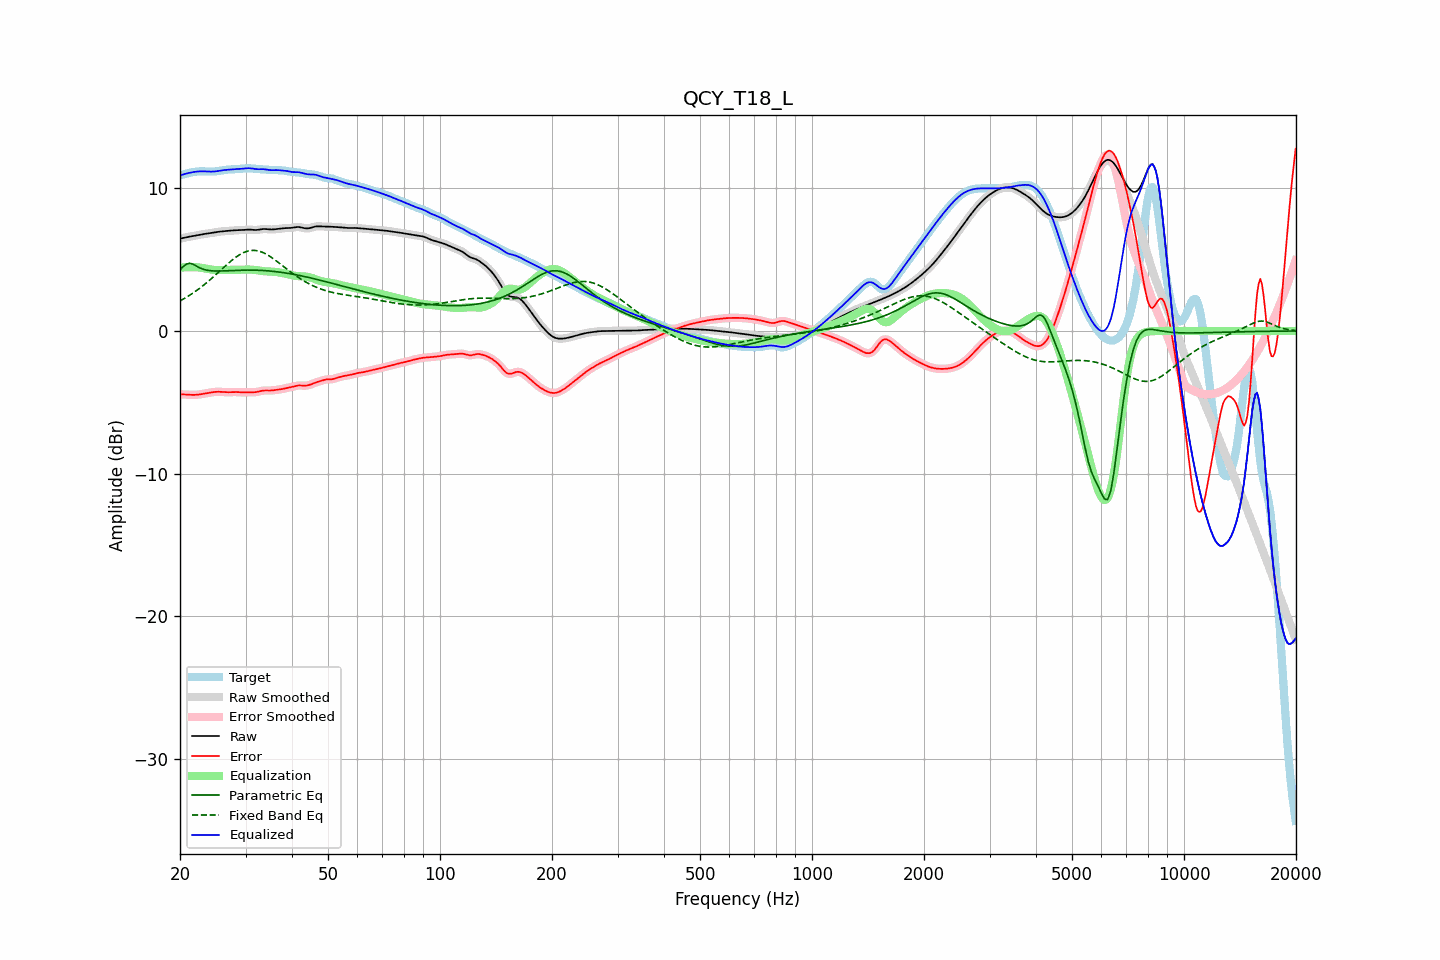 QCY_T18_L
Amplitude (dBr)
10
0
−10
−20
−30
Target
Raw Smoothed
Error Smoothed
Raw
Error
Equalization
Parametric Eq
Fixed Band Eq
Equalized
20 50 100 200 500 1000 2000 5000 10000 20000
Frequency (Hz)